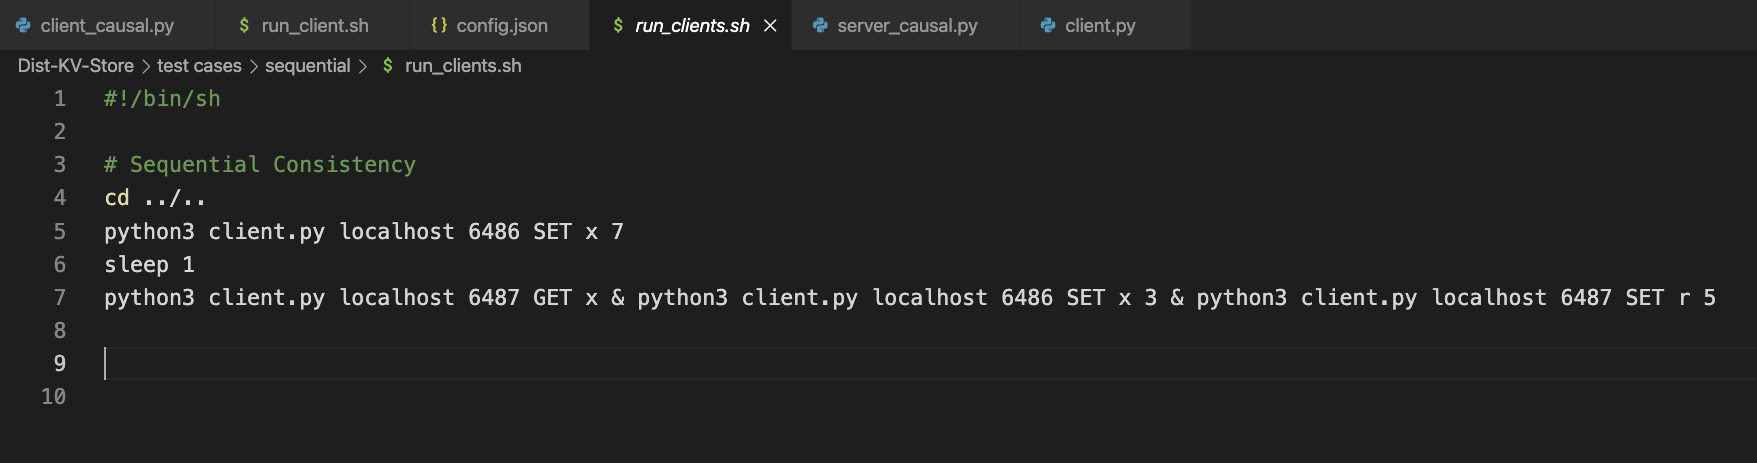 client_causal.py $ run_client.sh {} config.json $ run_clients.sh × server_causal.py client.py
Dist-KV-Store > test cases > sequential > $ run_clients.sh
1 #!/bin/sh
2
3 # Sequential Consistency
4 cd ../..
5 python3 client.py localhost 6486 SET x 7
6 sleep 1
7 python3 client.py localhost 6487 GET x & python3 client.py localhost 6486 SET x 3 & python3 client.py localhost 6487 SET r 5
8
9
10